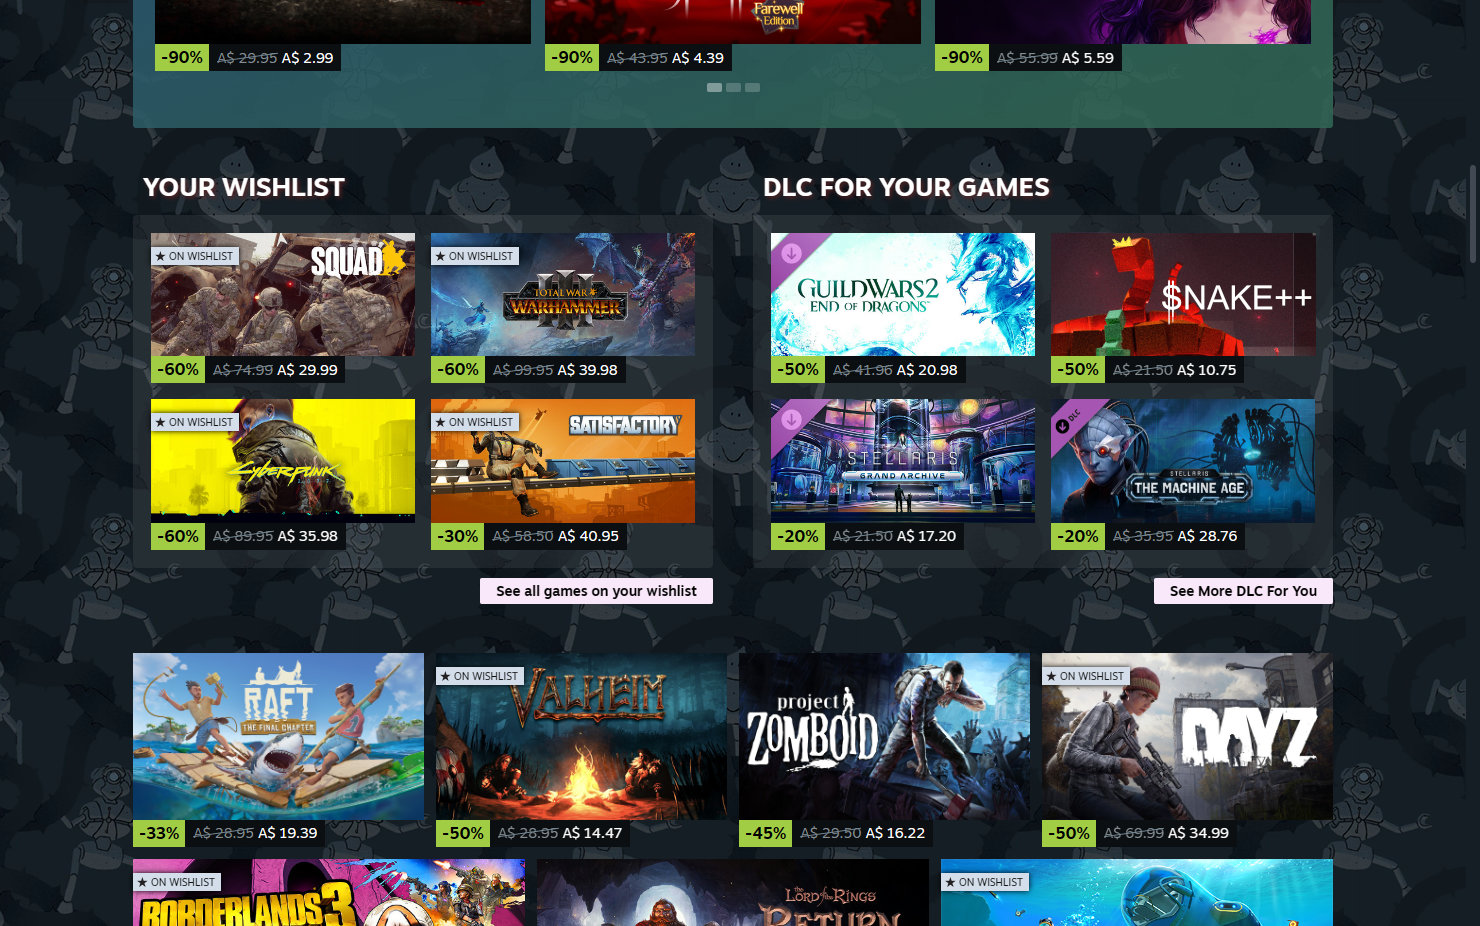 Farewell
Edition
-90% A$ 29.95 A$ 2.99
-90% A$ 43.95 A$ 4.39
-90% A$ 55.99 A$ 5.59
YOUR WISHLIST
DLC FOR YOUR GAMES
★ ON WISHLIST
SQUAD
-60% A$ 74.99 A$ 29.99
★ ON WISHLIST
TOTAL WAR
WARHAMMER
III
-60% A$ 99.95 A$ 39.98
GUILD WARS 2
END OF DRAGONS™
-50% A$ 41.96 A$ 20.98
$NAKE++
-50% A$ 21.50 A$ 10.75
★ ON WISHLIST
CYBERPUNK
-60% A$ 89.95 A$ 35.98
★ ON WISHLIST
SATISFACTORY
-30% A$ 58.50 A$ 40.95
STELLARIS
GRAND ARCHIVE
-20% A$ 21.50 A$ 17.20
DLC
STELLARIS
THE MACHINE AGE
-20% A$ 35.95 A$ 28.76
See all games on your wishlist
See More DLC For You
RAFT
THE FINAL CHAPTER
-33% A$ 28.95 A$ 19.39
★ ON WISHLIST
VALHEIM
-50% A$ 28.95 A$ 14.47
project
ZOMBOID
-45% A$ 29.50 A$ 16.22
★ ON WISHLIST
DAYZ
-50% A$ 69.99 A$ 34.99
★ ON WISHLIST
BORDERLANDS 3
the
LORD of the RINGS
RETURN
★ ON WISHLIST